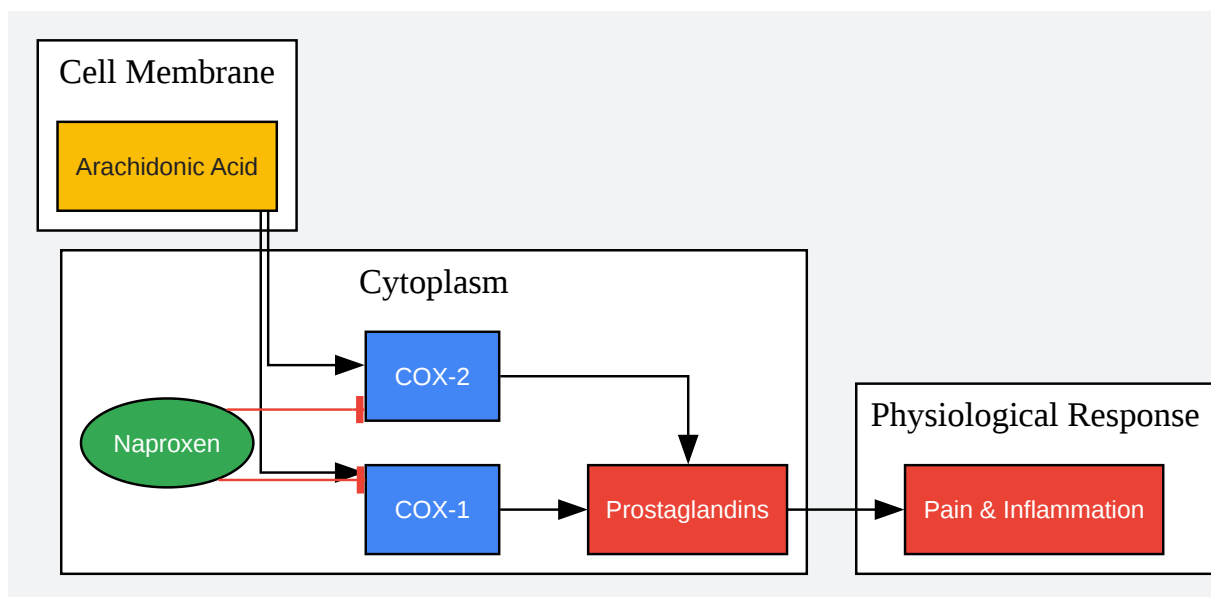 Cell Membrane
Arachidonic Acid
Cytoplasm
COX-2
Naproxen
COX-1
Prostaglandins
Physiological Response
Pain & Inflammation